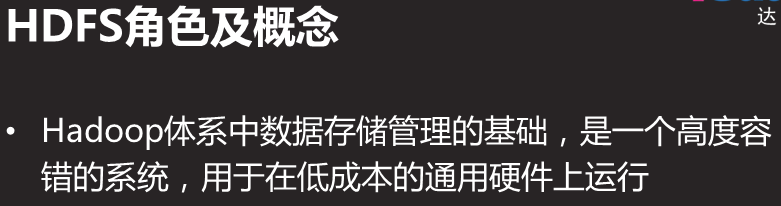 达
HDFS角色及概念
• Hadoop体系中数据存储管理的基础，是一个高度容
错的系统，用于在低成本的通用硬件上运行